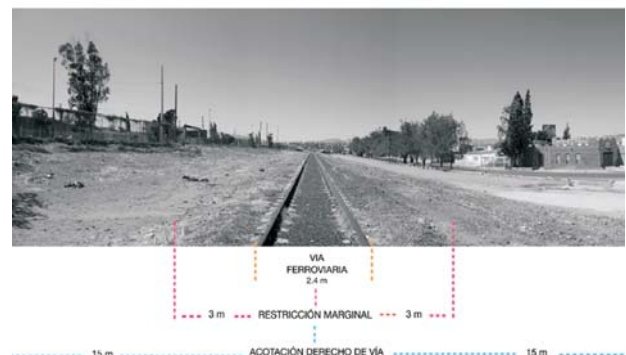 VIA
FERROVIARIA
2.4 m
3 m RESTRICCIÓN MARGINAL 3 m
15 m ACOTACIÓN DERECHO DE VÍA 15 m